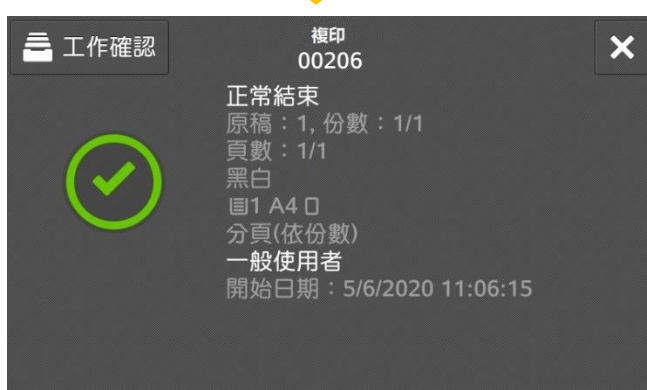 工作確認
複印
00206
正常結束
原稿：1, 份數：1/1
頁數：1/1
黑白
1 A4
分頁(依份數)
一般使用者
開始日期：5/6/2020 11:06:15